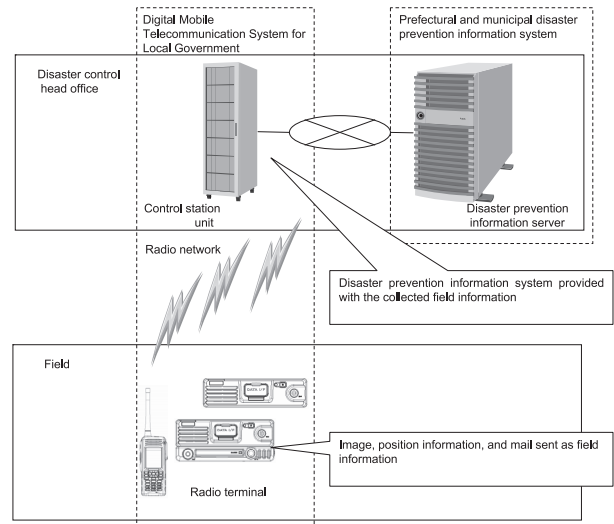 Digital Mobile
Telecommunication System for
Local Government
Prefectural and municipal disaster
prevention information system
Disaster control
head office
Control station
unit
Disaster prevention
information server
Radio network
Disaster prevention information system provided
with the collected field information
Field
DATA I/F
DATA I/F
Image, position information, and mail sent as field
information
Radio terminal